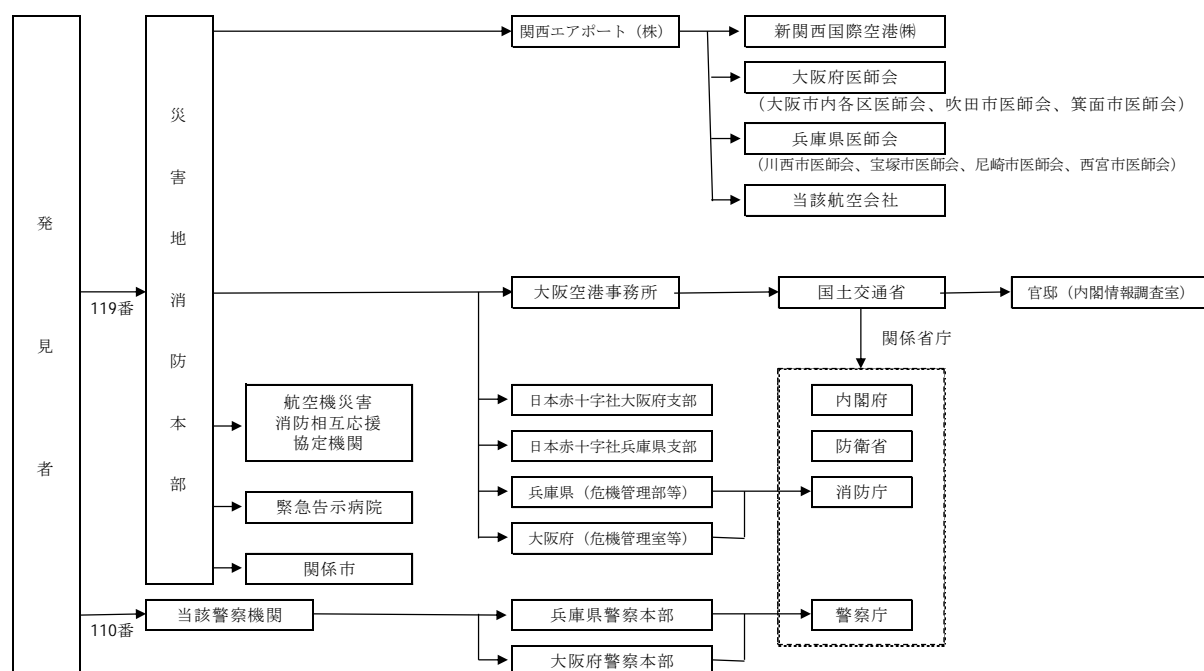 発見者
119番
110番
災害地消防本部
当該警察機関
航空機災害
消防相互応援
協定機関
緊急告示病院
関係市
関西エアポート（株）
新関西国際空港㈱
大阪府医師会
（大阪市内各区医師会、吹田市医師会、箕面市医師会）
兵庫県医師会
（川西市医師会、宝塚市医師会、尼崎市医師会、西宮市医師会）
当該航空会社
大阪空港事務所
国土交通省
官邸（内閣情報調査室）
関係省庁
日本赤十字社大阪府支部
日本赤十字社兵庫県支部
兵庫県（危機管理部等）
大阪府（危機管理室等）
内閣府
防衛省
消防庁
警察庁
兵庫県警察本部
大阪府警察本部